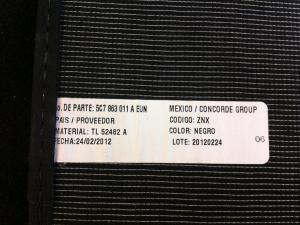 o. DE PARTE: 5C7 863 011 A EUN MEXICO / CONCORDE GROUP
PAIS / PROVEEDOR CODIGO: ZNX
MATERIAL: TL 52482 A COLOR: NEGRO
FECHA:24/02/2012 LOTE: 20120224 06